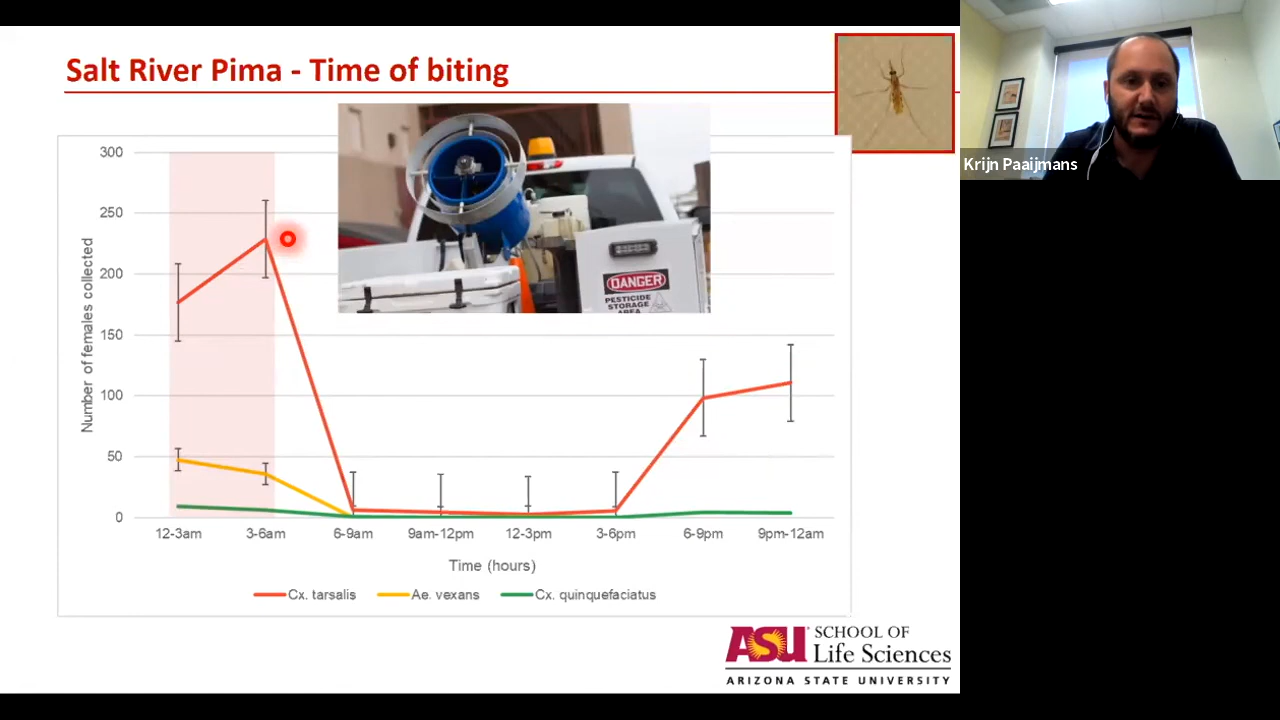 Salt River Pima - Time of biting
Krijn Paaijmans
DANGER
PESTICIDE
STORAGE
AREA
Number of females collected
300
250
200
150
100
50
0
12-3am 3-6am 6-9am 9am-12pm 12-3pm 3-6pm 6-9pm 9pm-12am
Time (hours)
Cx. tarsalis Ae. vexans Cx. quinquefaciatus
ASU SCHOOL OF
Life Sciences
ARIZONA STATE UNIVERSITY